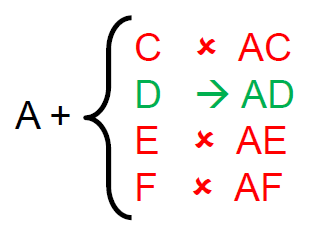 C ✘ AC
D → AD
A +
E ✘ AE
F ✘ AF